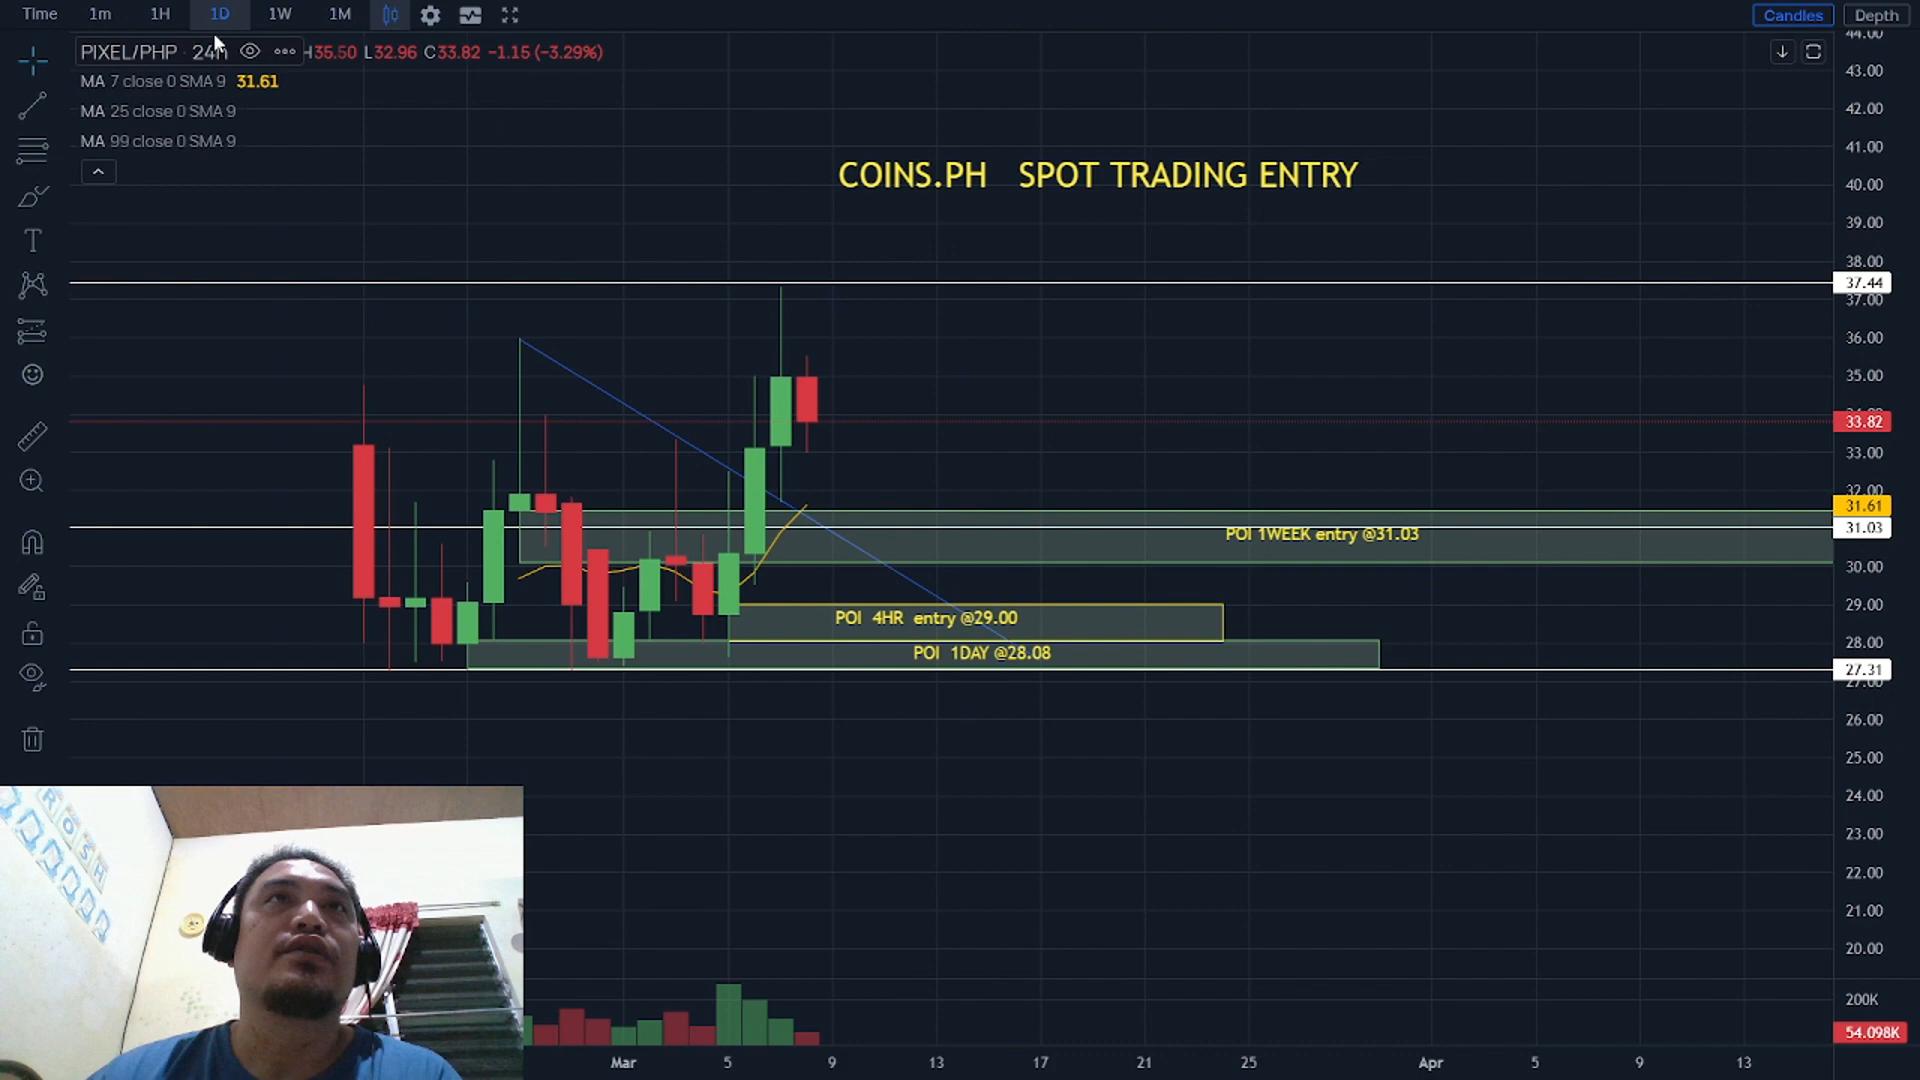 Time 1m 1H 1D 1W 1M Candles Depth
PIXEL/PHP · 24h H35.50 L32.96 C33.82 −1.15 (−3.29%)
MA 7 close 0 SMA 9 31.61
MA 25 close 0 SMA 9
MA 99 close 0 SMA 9
COINS.PH SPOT TRADING ENTRY
44.00
43.00
42.00
41.00
40.00
39.00
38.00
37.44
37.00
36.00
35.00
33.82
33.00
32.00
31.61
31.03
POI 1WEEK entry @31.03
30.00
29.00
POI 4HR entry @29.00
28.00
POI 1DAY @28.08
27.31
27.00
26.00
25.00
24.00
23.00
22.00
21.00
20.00
200K
54.098K
Mar 5 9 13 17 21 25 Apr 5 9 13
ROSH